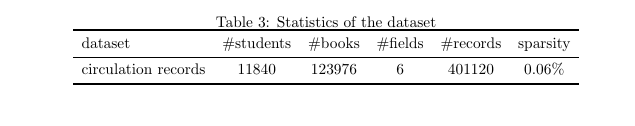 Table 3: Statistics of the dataset
dataset #students #books #fields #records sparsity
circulation records 11840 123976 6 401120 0.06%